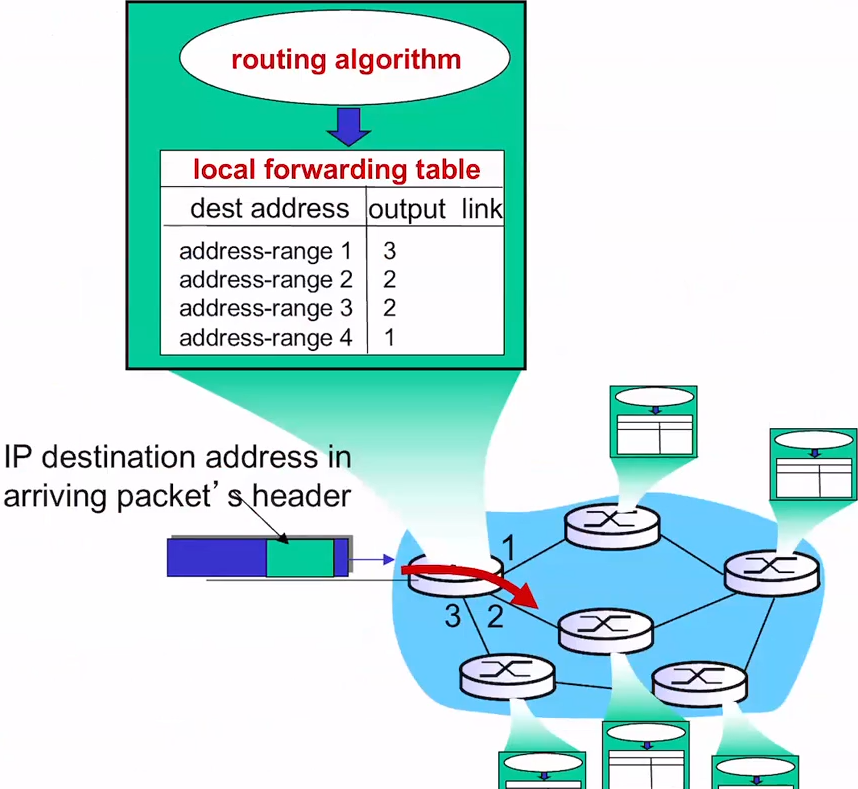 routing algorithm
local forwarding table
dest address output link
address-range 1 3
address-range 2 2
address-range 3 2
address-range 4 1
IP destination address in
arriving packet’s header
1
3 2